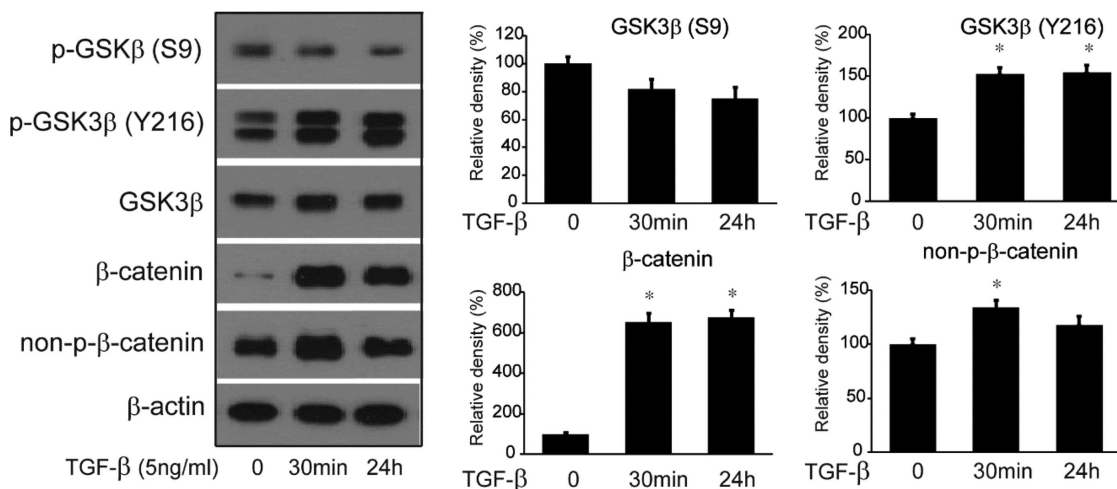 p-GSKβ (S9)
p-GSK3β (Y216)
GSK3β
β-catenin
non-p-β-catenin
β-actin
TGF-β (5ng/ml) 0 30min 24h
GSK3β (S9)
Relative density (%)
120
100
80
60
40
20
0
TGF-β 0 30min 24h
GSK3β (Y216)
Relative density (%)
200
150
100
50
0
* *
TGF-β 0 30min 24h
β-catenin
Relative density (%)
800
600
400
200
0
* *
TGF-β 0 30min 24h
non-p-β-catenin
Relative density (%)
150
100
50
0
*
TGF-β 0 30min 24h